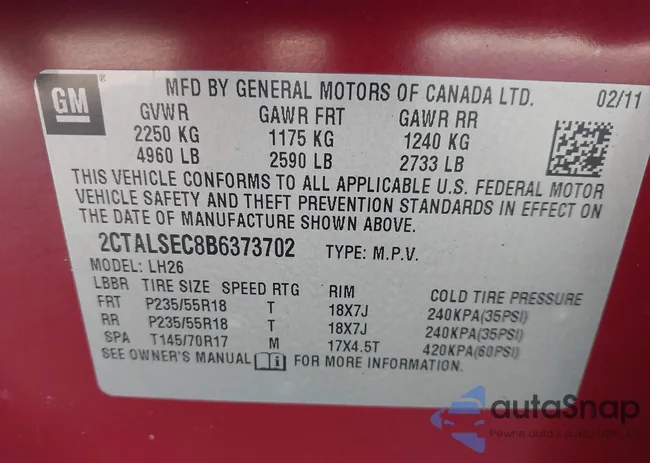 GM
®
MFD BY GENERAL MOTORS OF CANADA LTD. 02/11
GVWR GAWR FRT GAWR RR
2250 KG 1175 KG 1240 KG
4960 LB 2590 LB 2733 LB
THIS VEHICLE CONFORMS TO ALL APPLICABLE U.S. FEDERAL MOTOR
VEHICLE SAFETY AND THEFT PREVENTION STANDARDS IN EFFECT ON
THE DATE OF MANUFACTURE SHOWN ABOVE.
2CTALSEC8B6373702 TYPE: M.P.V.
MODEL: LH26
LBBR TIRE SIZE SPEED RTG RIM COLD TIRE PRESSURE
FRT P235/55R18 T 18X7J 240KPA(35PSI)
RR P235/55R18 T 18X7J 240KPA(35PSI)
SPA T145/70R17 M 17X4.5T 420KPA(60PSI)
SEE OWNER'S MANUAL i FOR MORE INFORMATION.
autaSnap
Pewne auta z